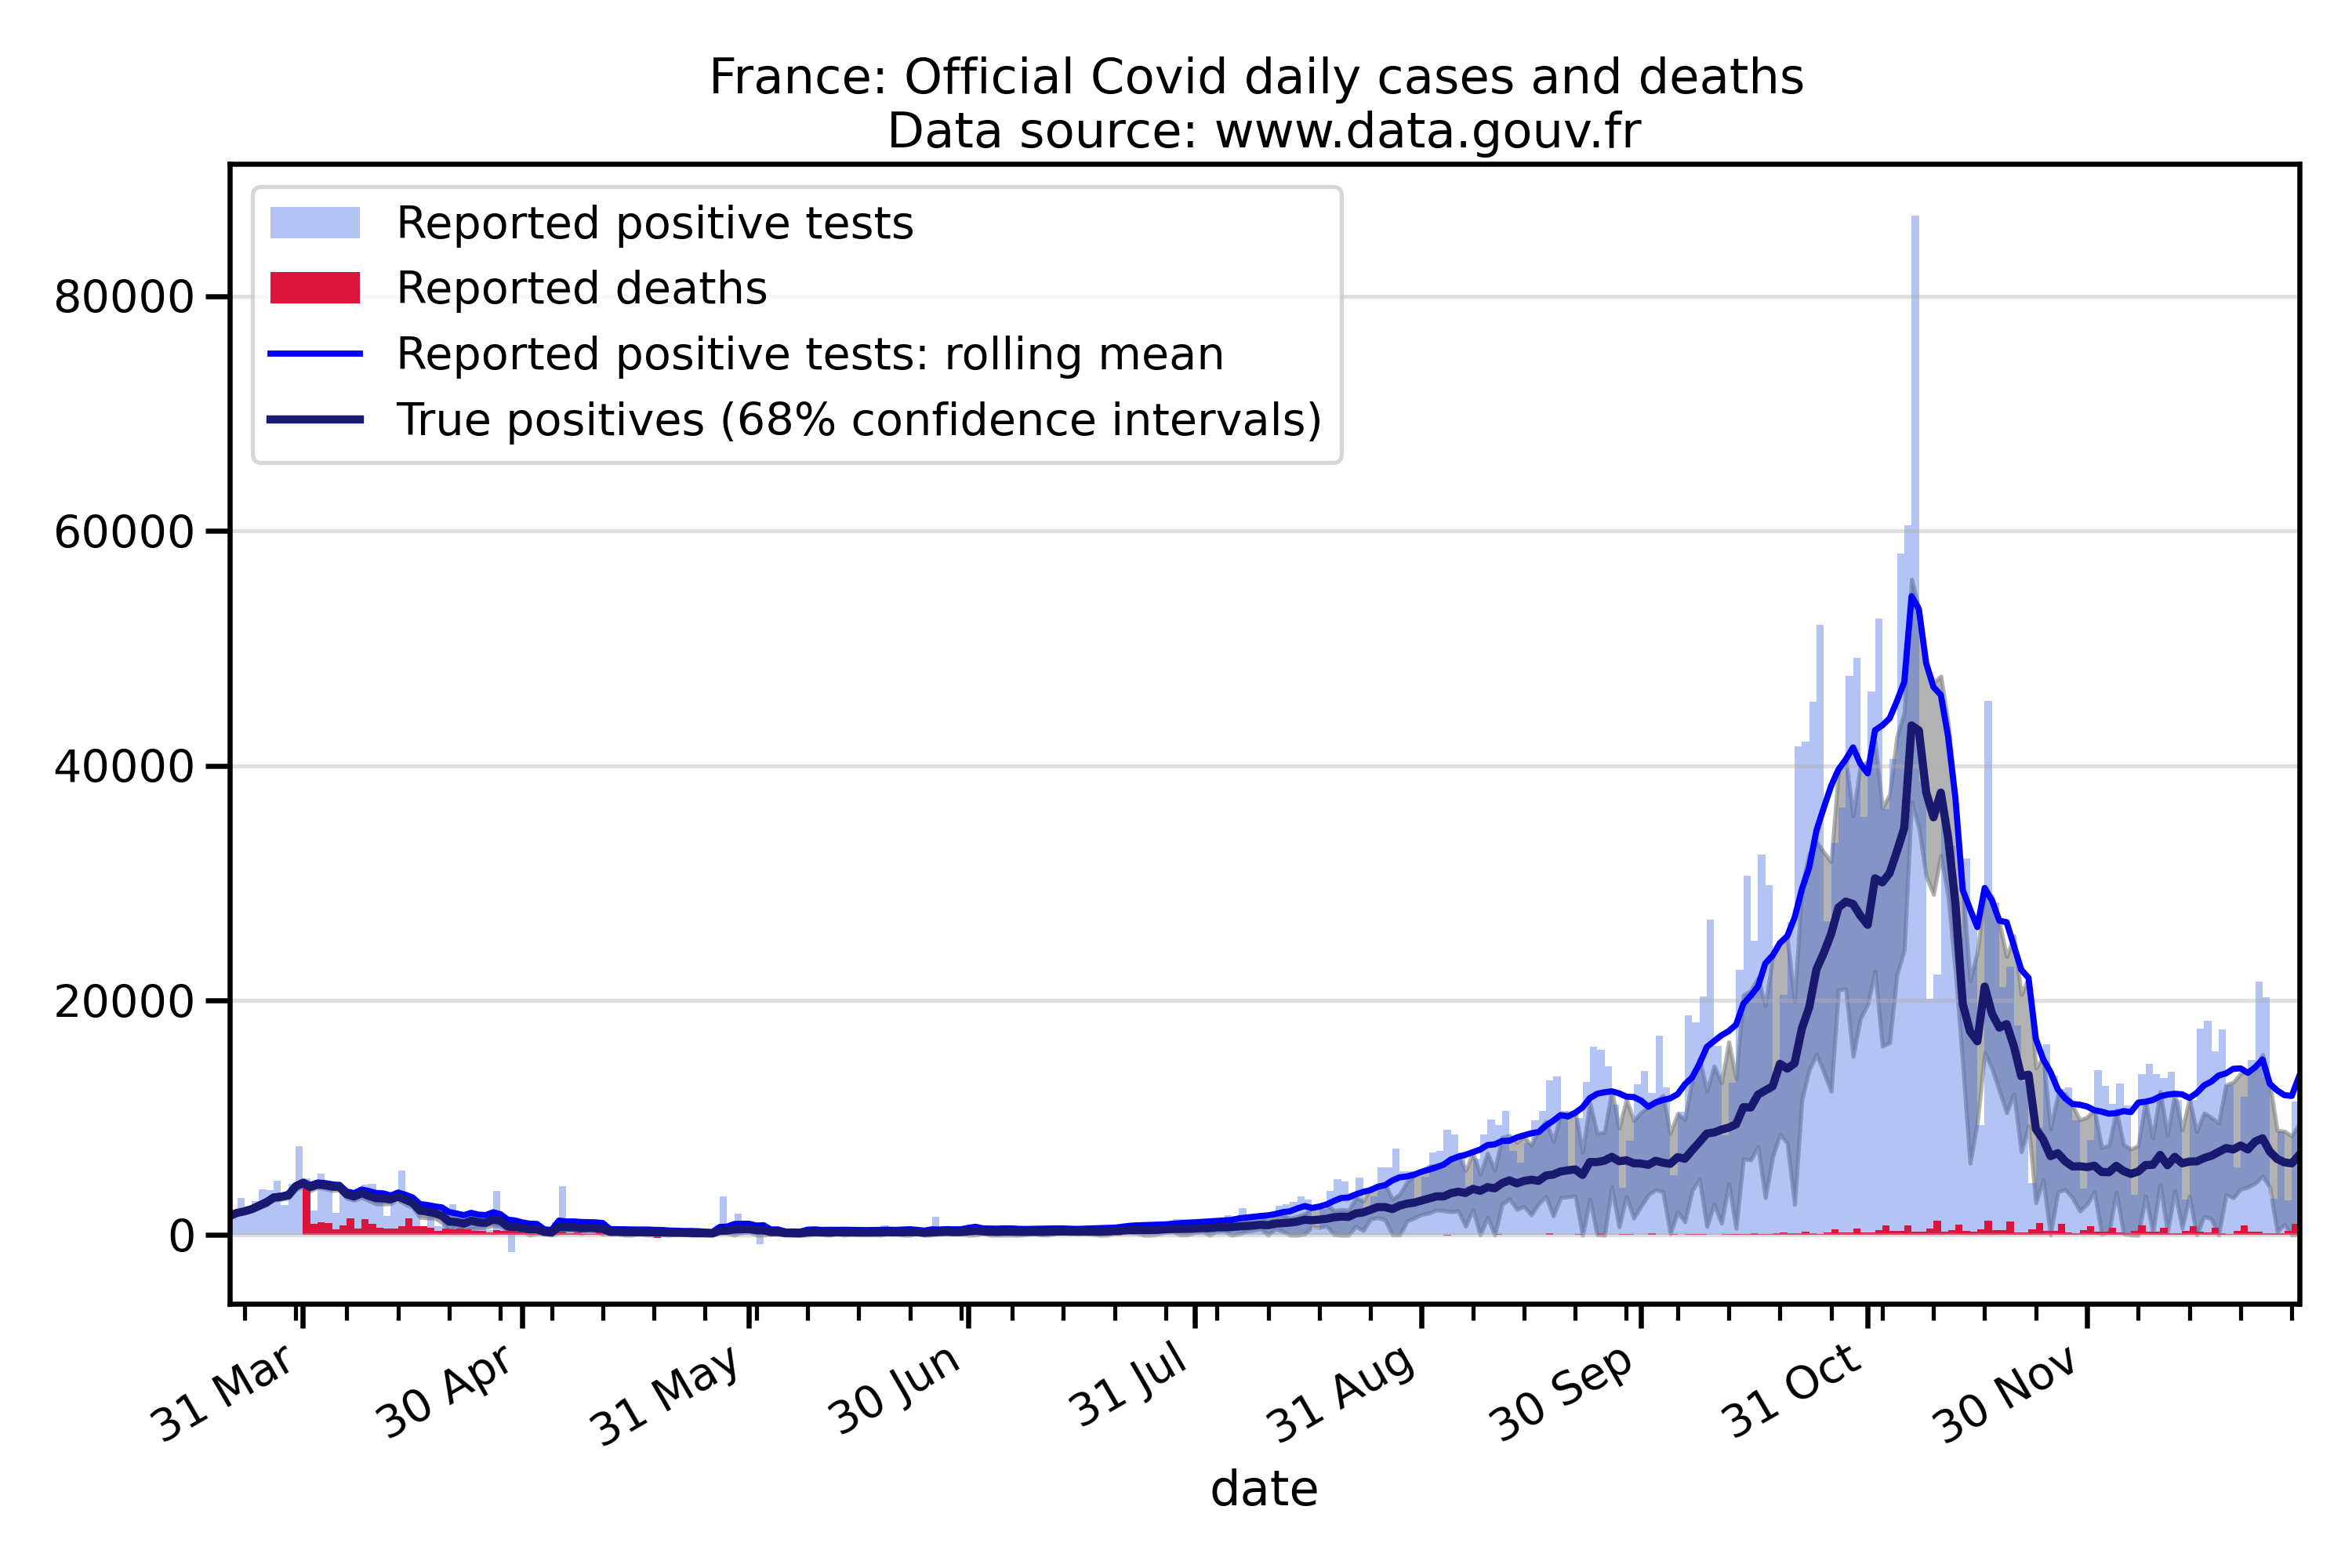 France: Official Covid daily cases and deaths
Data source: www.data.gouv.fr
Reported positive tests
Reported deaths
Reported positive tests: rolling mean
True positives (68% confidence intervals)
80000
60000
40000
20000
0
31 Mar
30 Apr
31 May
30 Jun
31 Jul
31 Aug
30 Sep
31 Oct
30 Nov
date